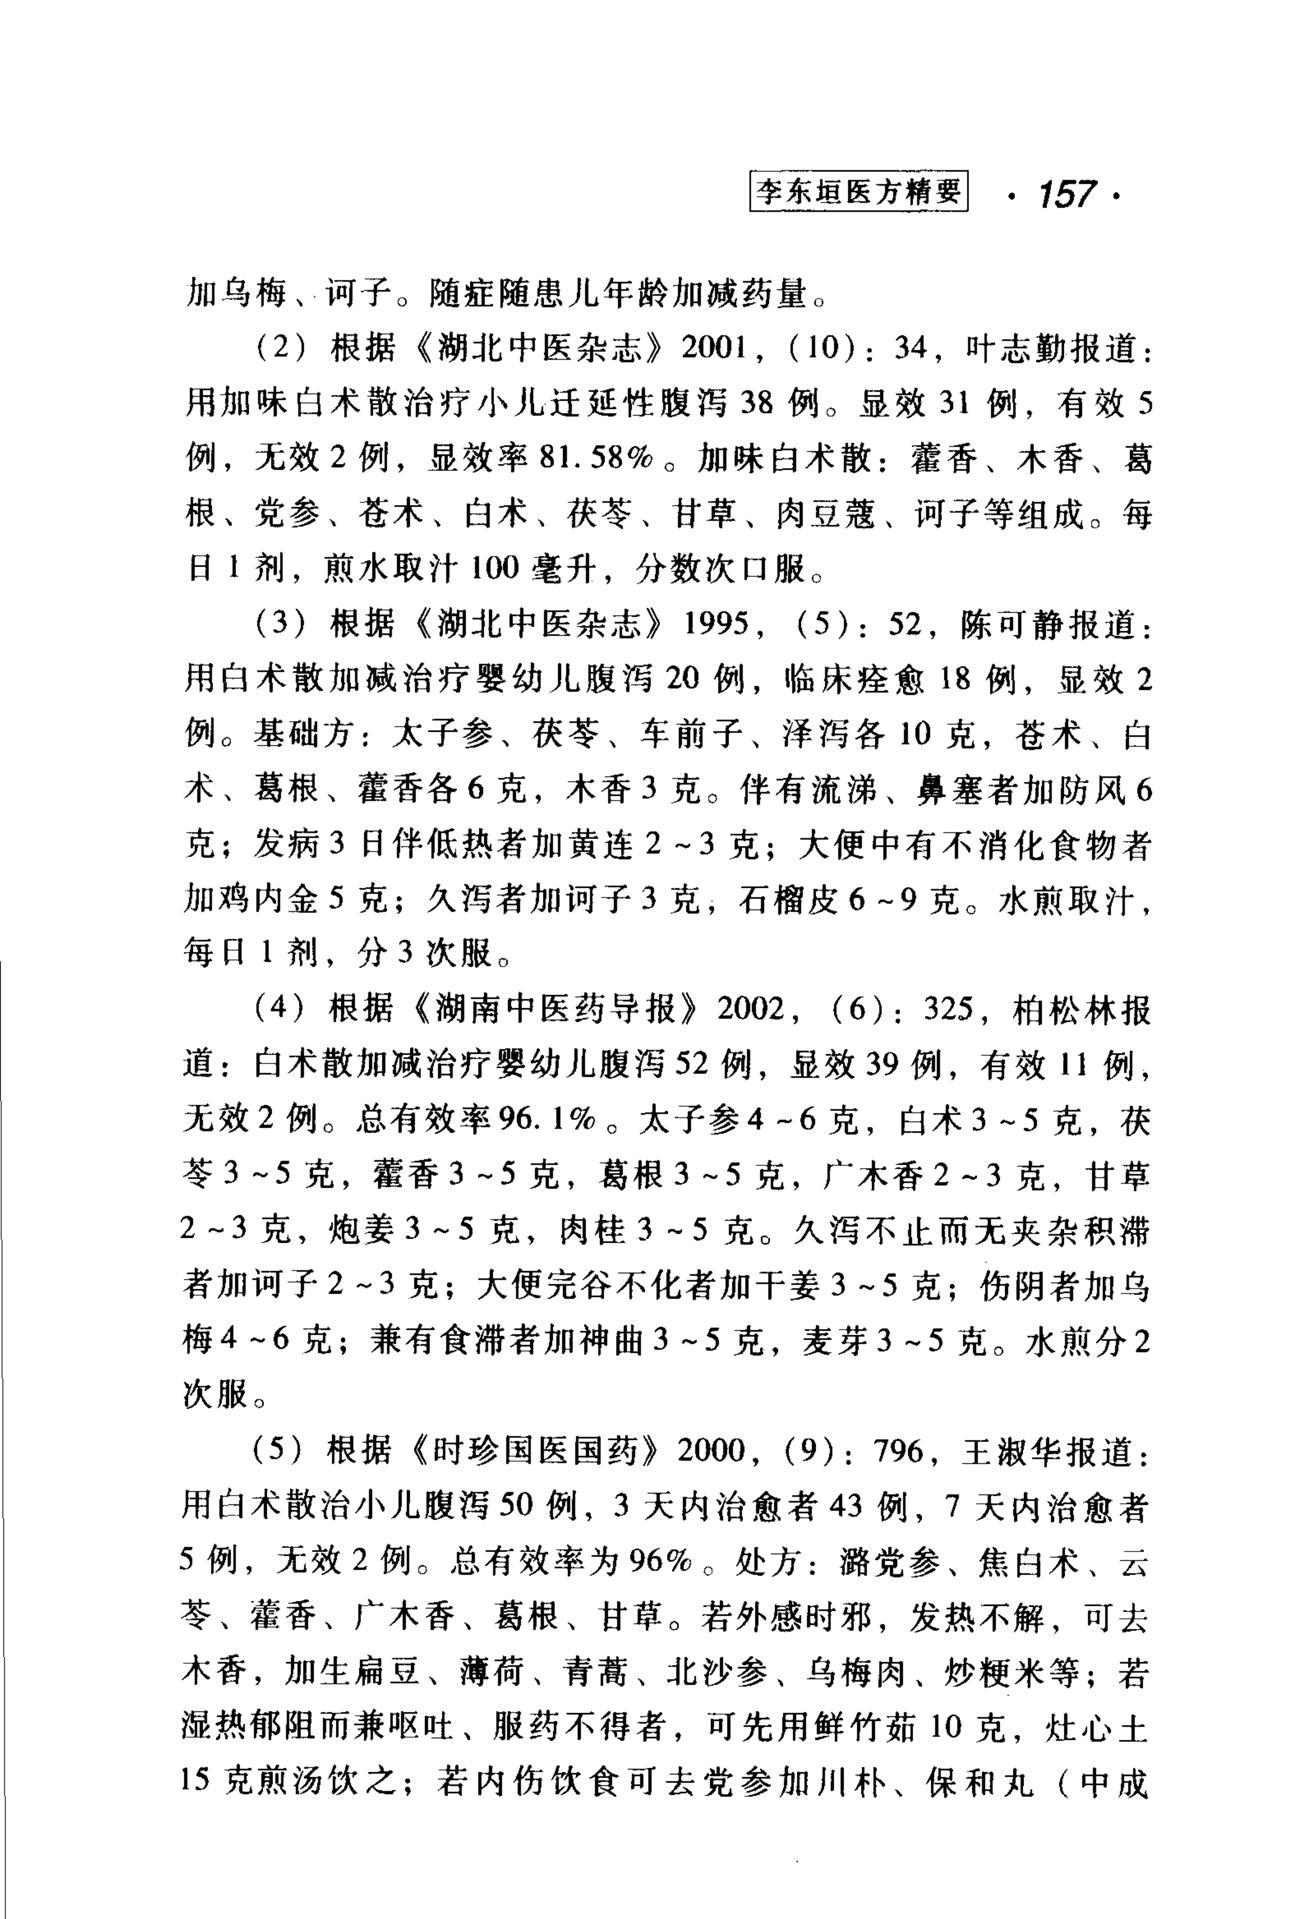 李东垣医方精要 · 157 ·
加乌梅、诃子。随症随患儿年龄加减药量。
(2) 根据《湖北中医杂志》2001，(10)：34，叶志勤报道：
用加味白术散治疗小儿迁延性腹泻 38 例。显效 31 例，有效 5
例，无效 2 例，显效率 81.58%。加味白术散：藿香、木香、葛
根、党参、苍术、白术、茯苓、甘草、肉豆蔻、诃子等组成。每
日 1 剂，煎水取汁 100 毫升，分数次口服。
(3) 根据《湖北中医杂志》1995，(5)：52，陈可静报道：
用白术散加减治疗婴幼儿腹泻 20 例，临床痊愈 18 例，显效 2
例。基础方：太子参、茯苓、车前子、泽泻各 10 克，苍术、白
术、葛根、藿香各 6 克，木香 3 克。伴有流涕、鼻塞者加防风 6
克；发病 3 日伴低热者加黄连 2～3 克；大便中有不消化食物者
加鸡内金 5 克；久泻者加诃子 3 克，石榴皮 6～9 克。水煎取汁，
每日 1 剂，分 3 次服。
(4) 根据《湖南中医药导报》2002，(6)：325，柏松林报
道：白术散加减治疗婴幼儿腹泻 52 例，显效 39 例，有效 11 例，
无效 2 例。总有效率 96.1%。太子参 4～6 克，白术 3～5 克，茯
苓 3～5 克，藿香 3～5 克，葛根 3～5 克，广木香 2～3 克，甘草
2～3 克，炮姜 3～5 克，肉桂 3～5 克。久泻不止而无夹杂积滞
者加诃子 2～3 克；大便完谷不化者加干姜 3～5 克；伤阴者加乌
梅 4～6 克；兼有食滞者加神曲 3～5 克，麦芽 3～5 克。水煎分 2
次服。
(5) 根据《时珍国医国药》2000，(9)：796，王淑华报道：
用白术散治小儿腹泻 50 例，3 天内治愈者 43 例，7 天内治愈者
5 例，无效 2 例。总有效率为 96%。处方：潞党参、焦白术、云
苓、藿香、广木香、葛根、甘草。若外感时邪，发热不解，可去
木香，加生扁豆、薄荷、青蒿、北沙参、乌梅肉、炒粳米等；若
湿热郁阻而兼呕吐、服药不得者，可先用鲜竹茹 10 克，灶心土
15 克煎汤饮之；若内伤饮食可去党参加川朴、保和丸（中成